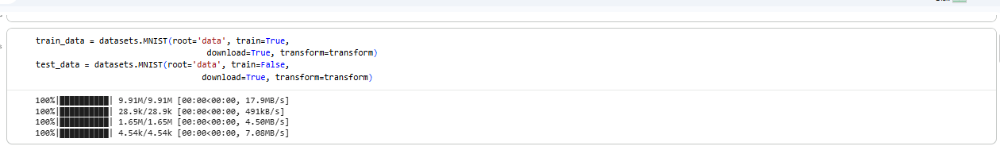 train_data = datasets.MNIST(root='data', train=True,
download=True, transform=transform)
test_data = datasets.MNIST(root='data', train=False,
download=True, transform=transform)
100%|██████████| 9.91M/9.91M [00:00<00:00, 17.9MB/s]
100%|██████████| 28.9k/28.9k [00:00<00:00, 491kB/s]
100%|██████████| 1.65M/1.65M [00:00<00:00, 4.50MB/s]
100%|██████████| 4.54k/4.54k [00:00<00:00, 7.08MB/s]